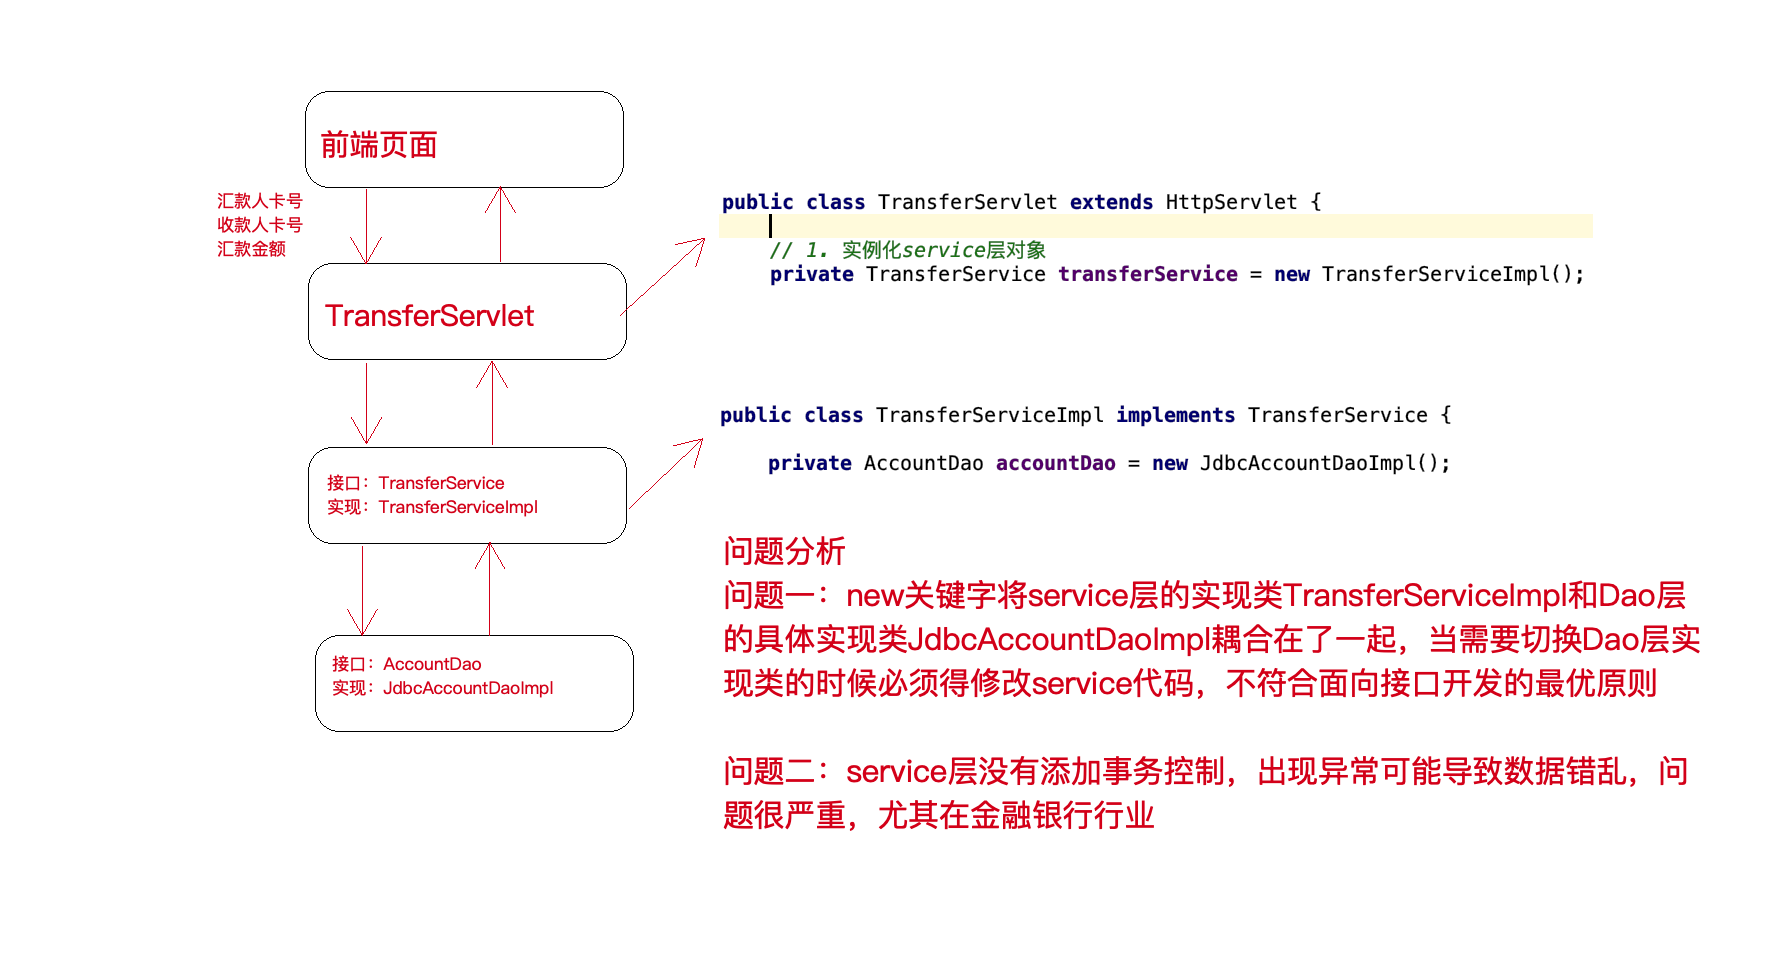 前端页面
汇款人卡号
收款人卡号
汇款金额
TransferServlet
接口：TransferService
实现：TransferServiceImpl
接口：AccountDao
实现：JdbcAccountDaoImpl
public class TransferServlet extends HttpServlet {
// 1. 实例化service层对象
private TransferService transferService = new TransferServiceImpl();
public class TransferServiceImpl implements TransferService {
private AccountDao accountDao = new JdbcAccountDaoImpl();
问题分析
问题一：new关键字将service层的实现类TransferServiceImpl和Dao层
的具体实现类JdbcAccountDaoImpl耦合在了一起，当需要切换Dao层实
现类的时候必须得修改service代码，不符合面向接口开发的最优原则
问题二：service层没有添加事务控制，出现异常可能导致数据错乱，问
题很严重，尤其在金融银行行业